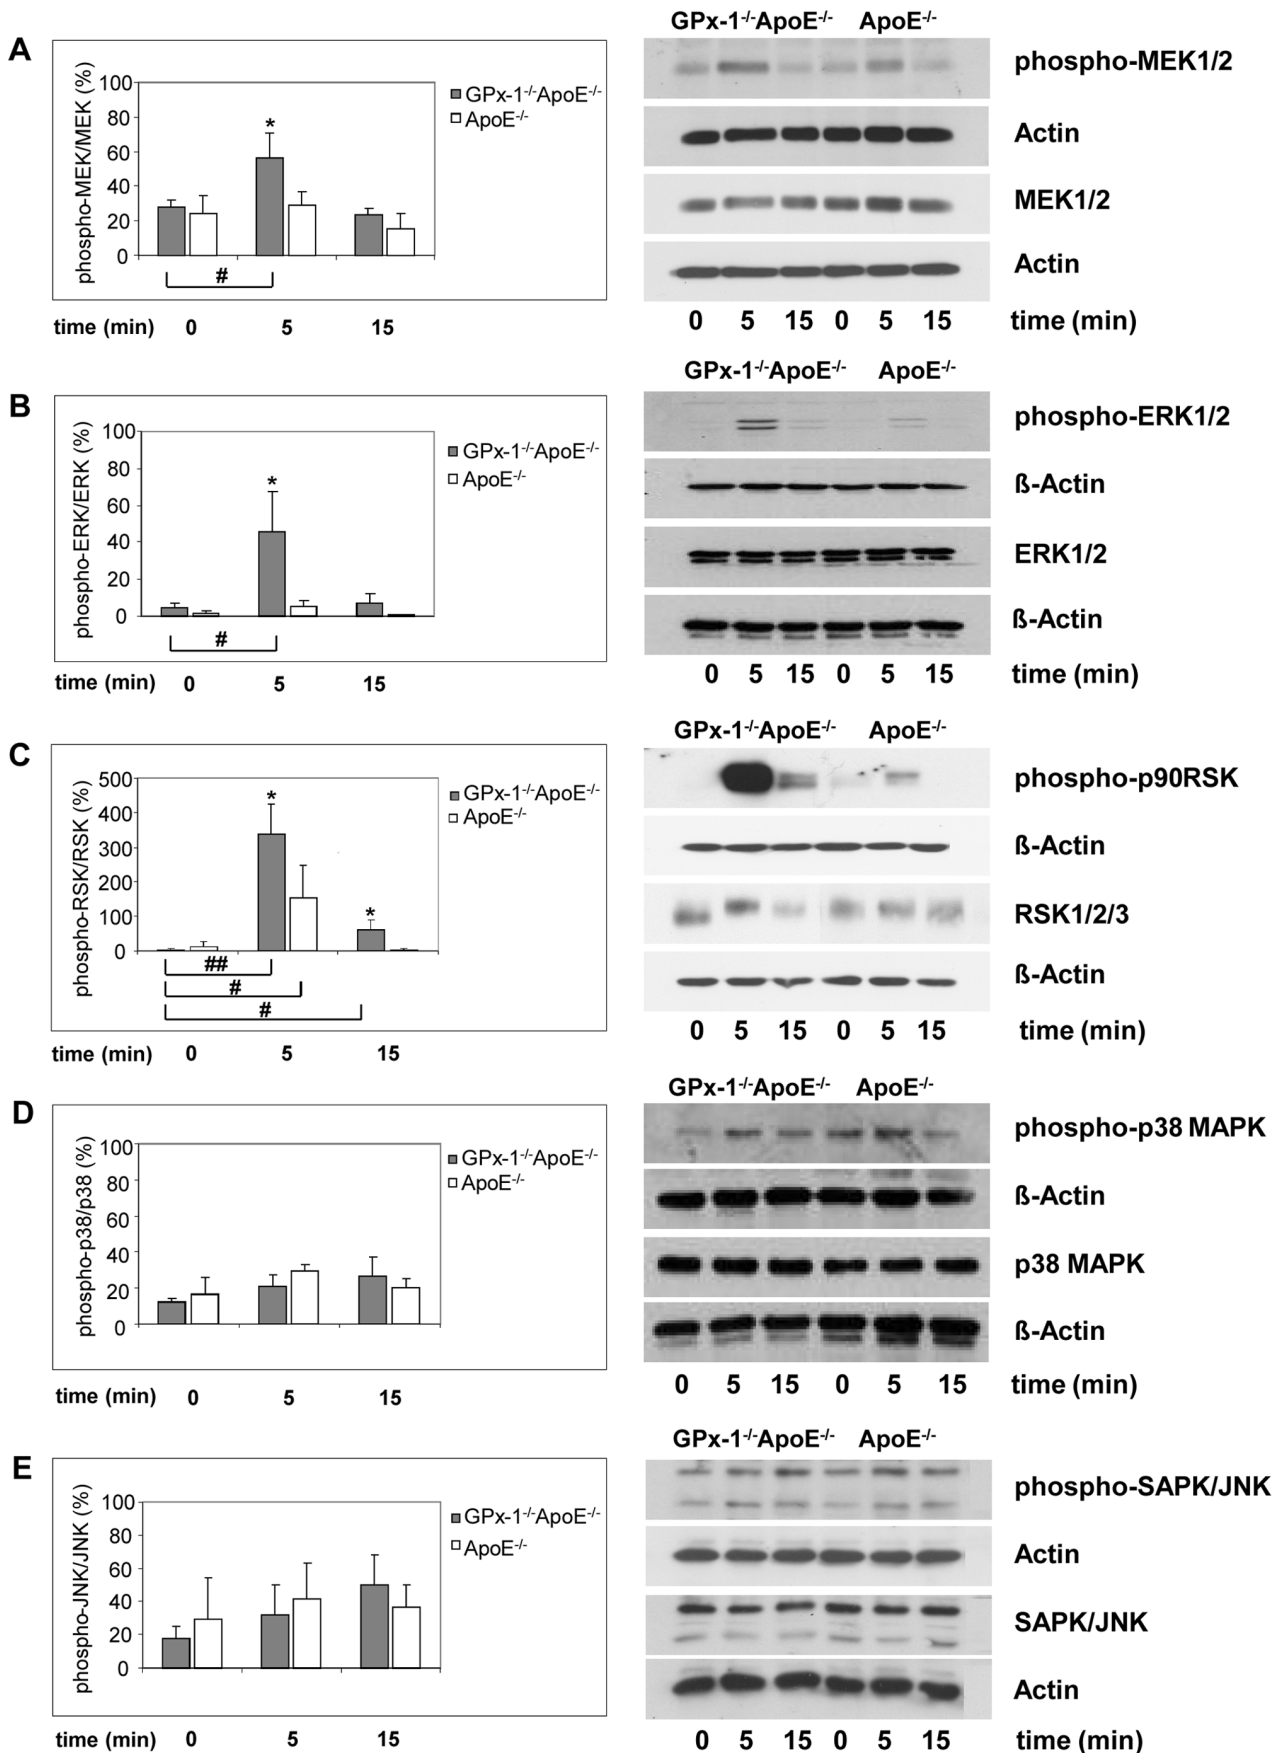 A
phospho-MEK/MEK (%)
100
80
60
40
20
0
*
#
GPx-1-/-ApoE-/-
ApoE-/-
time (min) 0 5 15
GPx-1-/-ApoE-/- ApoE-/-
phospho-MEK1/2
Actin
MEK1/2
Actin
0 5 15 0 5 15 time (min)
B
phospho-ERK/ERK (%)
100
80
60
40
20
0
*
#
GPx-1-/-ApoE-/-
ApoE-/-
time (min) 0 5 15
GPx-1-/-ApoE-/- ApoE-/-
phospho-ERK1/2
ß-Actin
ERK1/2
ß-Actin
0 5 15 0 5 15 time (min)
C
phospho-RSK/RSK (%)
500
400
300
200
100
0
*
*
##
#
#
GPx-1-/-ApoE-/-
ApoE-/-
time (min) 0 5 15
GPx-1-/-ApoE-/- ApoE-/-
phospho-p90RSK
ß-Actin
RSK1/2/3
ß-Actin
0 5 15 0 5 15 time (min)
D
phospho-p38/p38 (%)
100
80
60
40
20
0
GPx-1-/-ApoE-/-
ApoE-/-
time (min) 0 5 15
GPx-1-/-ApoE-/- ApoE-/-
phospho-p38 MAPK
ß-Actin
p38 MAPK
ß-Actin
0 5 15 0 5 15 time (min)
E
phospho-JNK/JNK (%)
100
80
60
40
20
0
GPx-1-/-ApoE-/-
ApoE-/-
time (min) 0 5 15
GPx-1-/-ApoE-/- ApoE-/-
phospho-SAPK/JNK
Actin
SAPK/JNK
Actin
0 5 15 0 5 15 time (min)